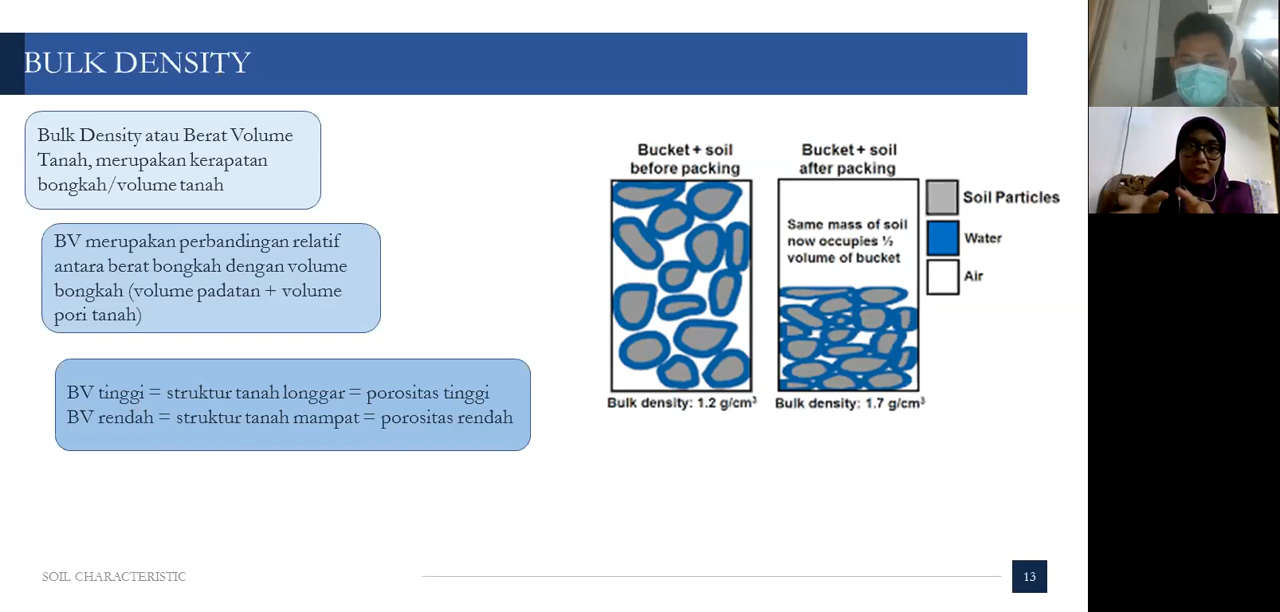 BULK DENSITY
Bulk Density atau Berat Volume
Tanah, merupakan kerapatan
bongkah/volume tanah
BV merupakan perbandingan relatif
antara berat bongkah dengan volume
bongkah (volume padatan + volume
pori tanah)
BV tinggi = struktur tanah longgar = porositas tinggi
BV rendah = struktur tanah mampat = porositas rendah
Bucket + soil
before packing
Bulk density: 1.2 g/cm³
Bucket + soil
after packing
Same mass of soil
now occupies ½
volume of bucket
Bulk density: 1.7 g/cm³
Soil Particles
Water
Air
SOIL CHARACTERISTIC
13